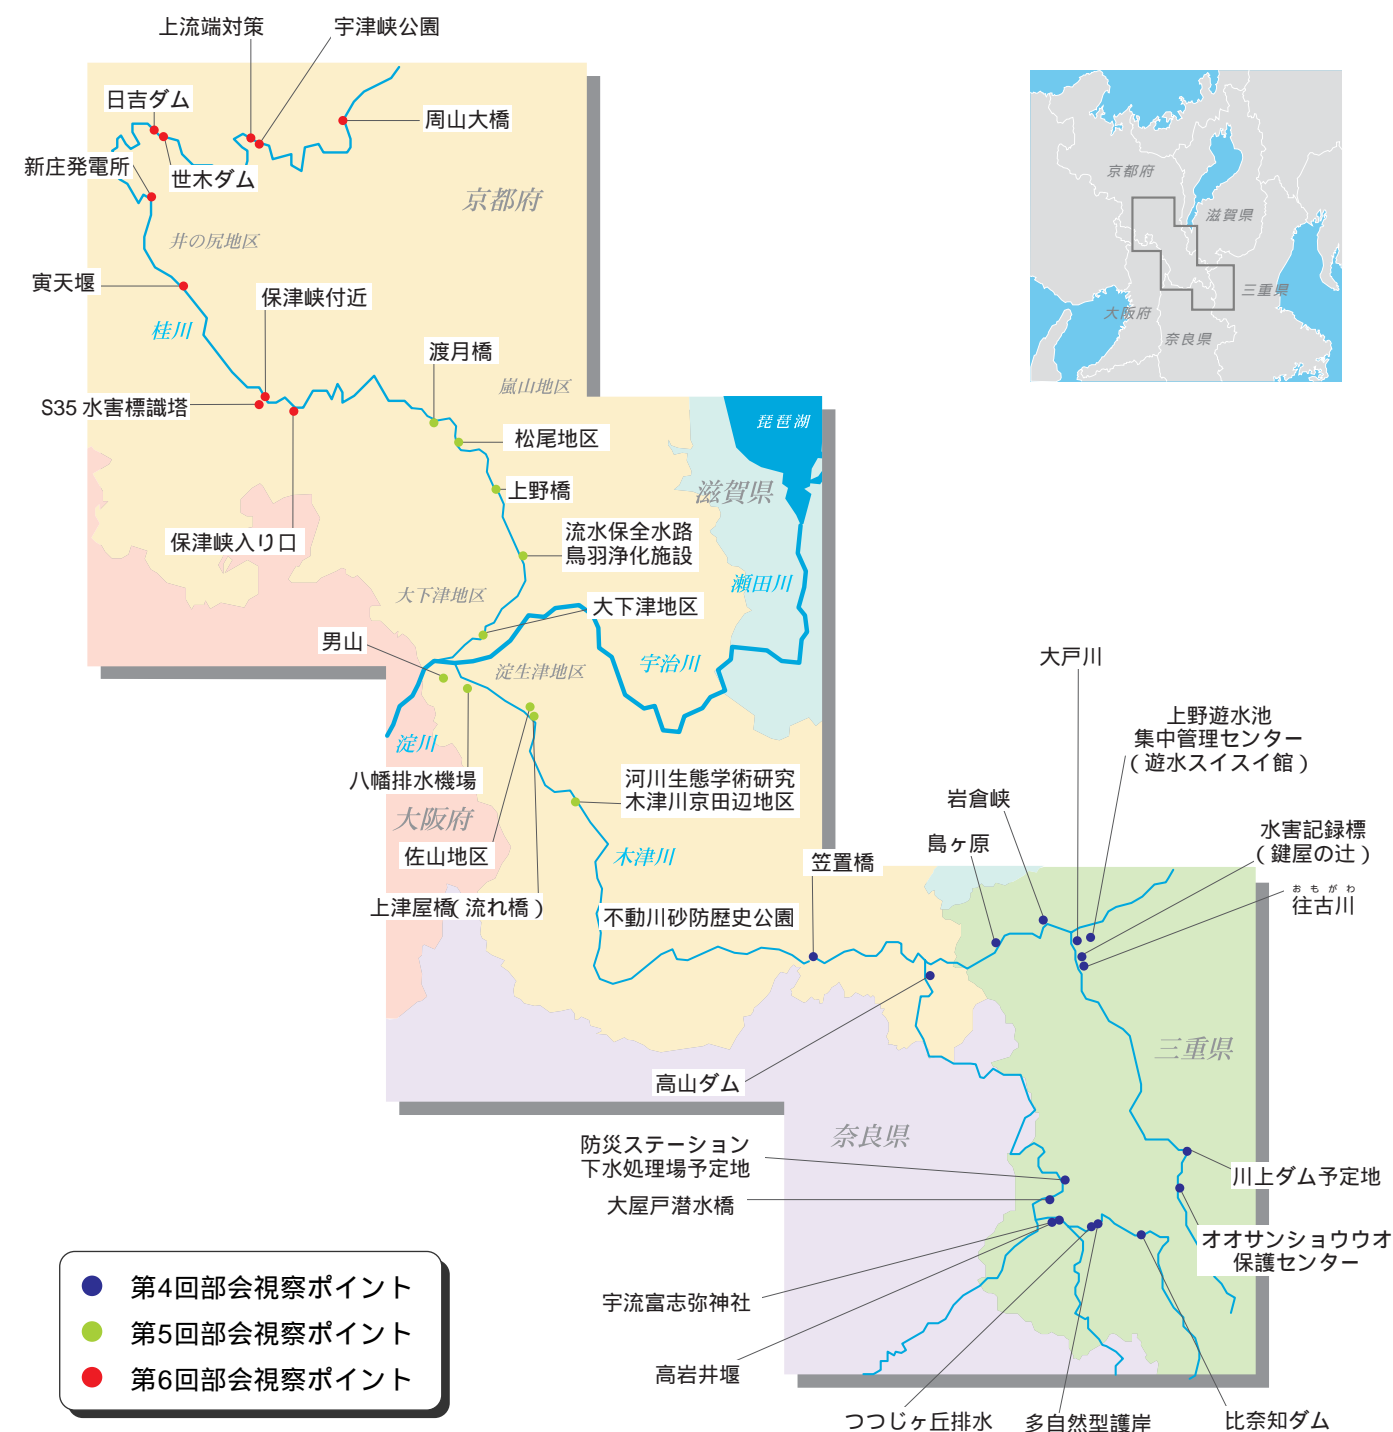 上流端対策
宇津峡公園
日吉ダム
周山大橋
新庄発電所
世木ダム
京都府
井の尻地区
寅天堰
保津峡付近
桂川
渡月橋
嵐山地区
S35 水害標識塔
松尾地区
琵琶湖
上野橋
滋賀県
保津峡入り口
流水保全水路
鳥羽浄化施設
瀬田川
大下津地区
大下津地区
男山
淀生津地区
宇治川
淀川
八幡排水機場
河川生態学術研究
木津川京田辺地区
大阪府
佐山地区
木津川
上津屋橋(流れ橋)
不動川砂防歴史公園
笠置橋
京都府
滋賀県
三重県
大阪府
奈良県
大戸川
上野遊水池
集中管理センター
(遊水スイスイ館)
岩倉峡
島ヶ原
水害記録標
(鍵屋の辻)
おもがわ
往古川
三重県
高山ダム
奈良県
防災ステーション
下水処理場予定地
大屋戸潜水橋
川上ダム予定地
オオサンショウウオ
保護センター
宇流富志弥神社
高岩井堰
つつじヶ丘排水
多自然型護岸
比奈知ダム
第4回部会視察ポイント
第5回部会視察ポイント
第6回部会視察ポイント